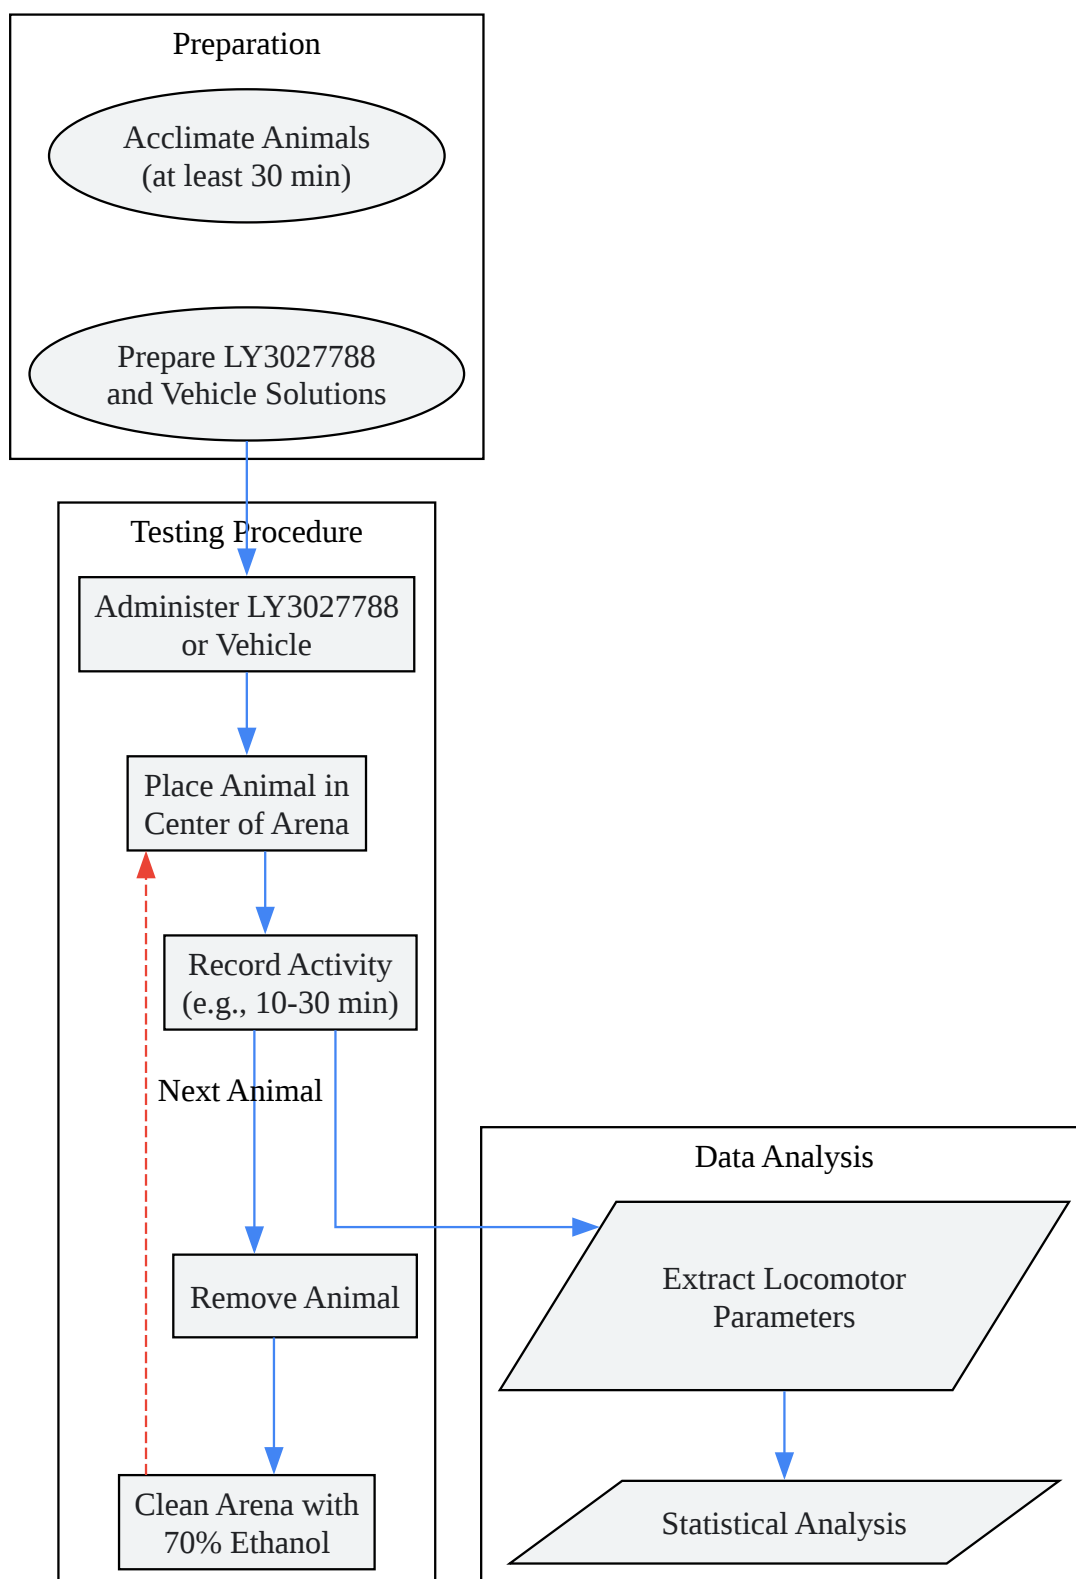 Preparation
Acclimate Animals
(at least 30 min)
Prepare LY3027788
and Vehicle Solutions
Testing Procedure
Administer LY3027788
or Vehicle
Place Animal in
Center of Arena
Record Activity
(e.g., 10-30 min)
Next Animal
Remove Animal
Clean Arena with
70% Ethanol
Data Analysis
Extract Locomotor
Parameters
Statistical Analysis